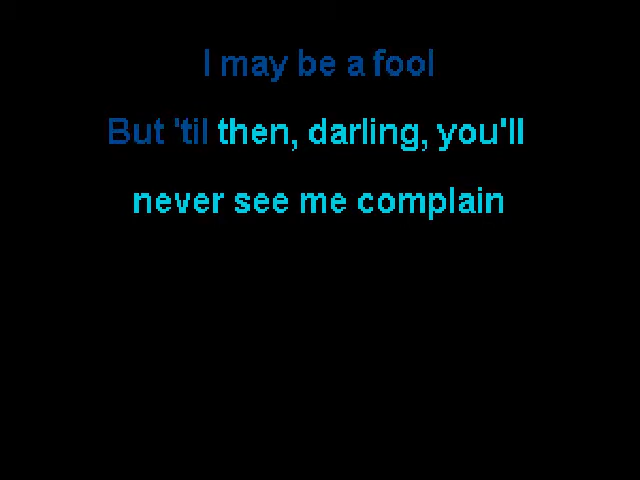 I may be a fool
But 'til then, darling, you'll
never see me complain